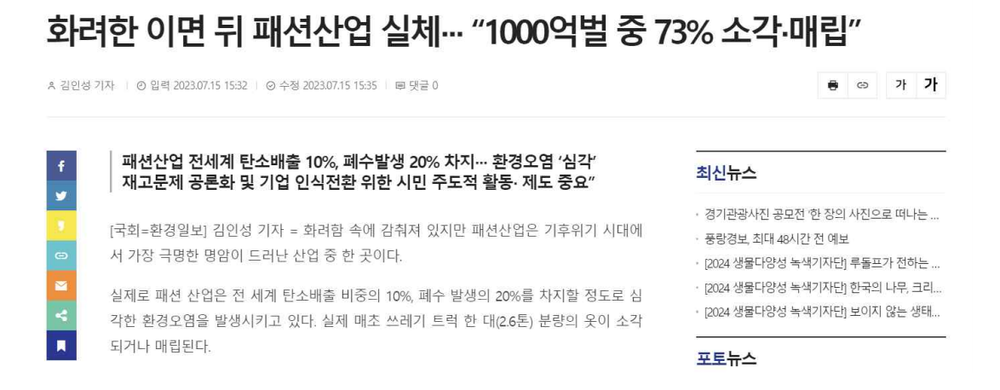 화려한 이면 뒤 패션산업 실체… “1000억벌 중 73% 소각·매립”
김인성 기자 입력 2023.07.15 15:32 수정 2023.07.15 15:35 댓글 0
가 가
패션산업 전세계 탄소배출 10%, 폐수발생 20% 차지… 환경오염 ‘심각’
재고문제 공론화 및 기업 인식전환 위한 시민 주도적 활동· 제도 중요”
[국회=환경일보] 김인성 기자 = 화려함 속에 감춰져 있지만 패션산업은 기후위기 시대에
서 가장 극명한 명암이 드러난 산업 중 한 곳이다.
실제로 패션 산업은 전 세계 탄소배출 비중의 10%, 폐수 발생의 20%를 차지할 정도로 심
각한 환경오염을 발생시키고 있다. 실제 매초 쓰레기 트럭 한 대(2.6톤) 분량의 옷이 소각
되거나 매립된다.
최신뉴스
· 경기관광사진 공모전 ‘한 장의 사진으로 떠나는 ...
· 풍랑경보, 최대 48시간 전 예보
· [2024 생물다양성 녹색기자단] 루돌프가 전하는 ...
· [2024 생물다양성 녹색기자단] 한국의 나무, 크리...
· [2024 생물다양성 녹색기자단] 보이지 않는 생태...
포토뉴스